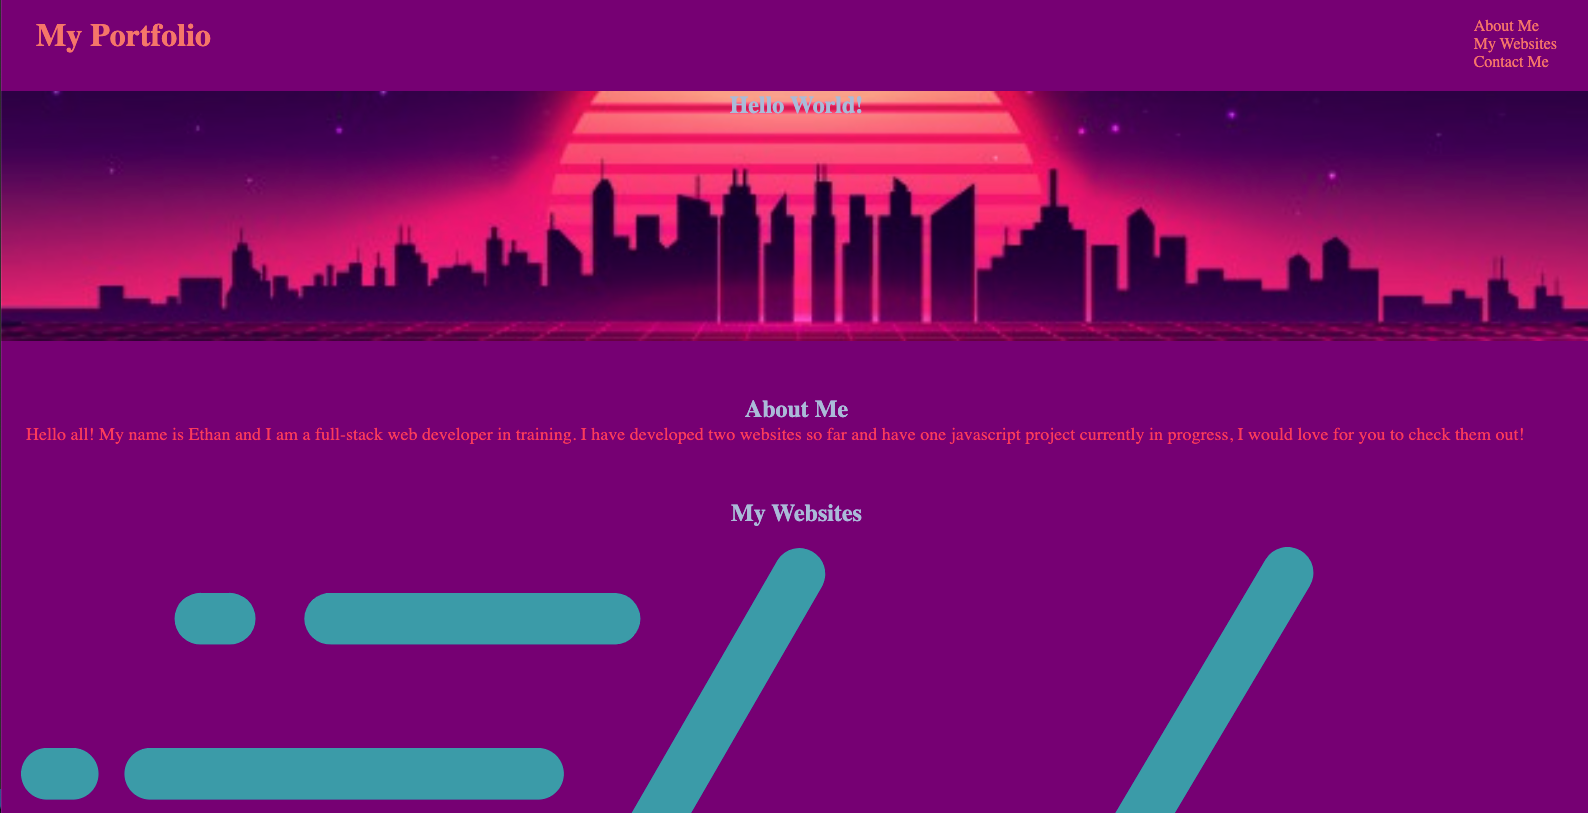 My Portfolio
About Me
My Websites
Contact Me
Hello World!
About Me
Hello all! My name is Ethan and I am a full-stack web developer in training. I have developed two websites so far and have one javascript project currently in progress, I would love for you to check them out!
My Websites